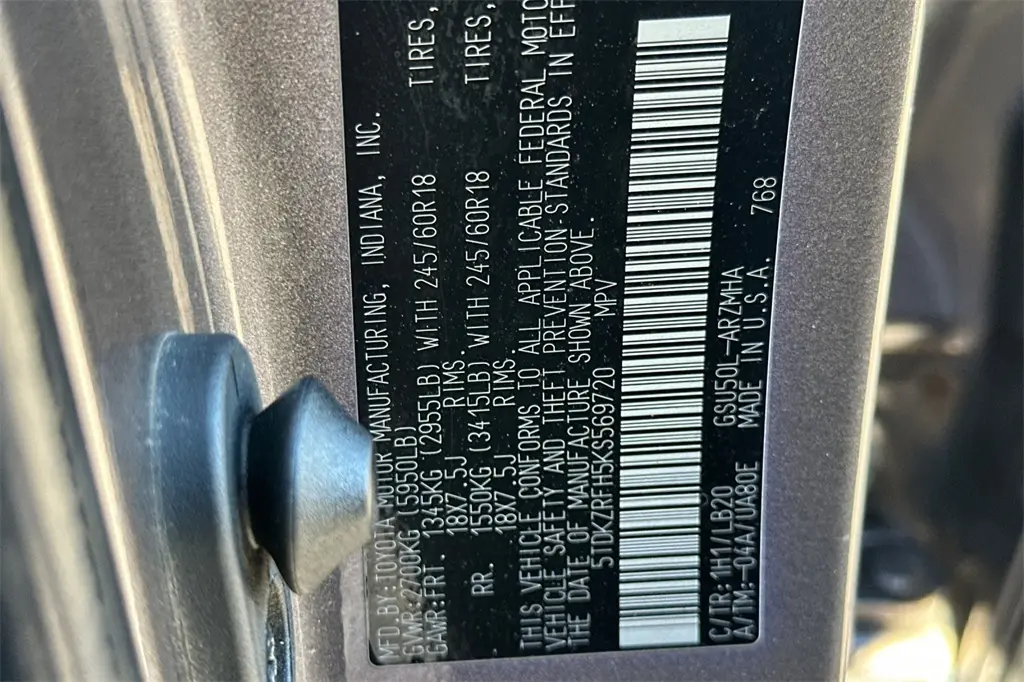 MFD.BY:TOYOTA MOTOR MANUFACTURING, INDIANA, INC.
GVWR:2700KG (5950LB)
GAWR:FRT. 1345KG (2955LB) WITH 245/60R18 TIRES,
18X7.5J RIMS.
RR. 1550KG (3415LB) WITH 245/60R18 TIRES,
18X7.5J RIMS.
THIS VEHICLE CONFORMS TO ALL APPLICABLE FEDERAL MOTO
VEHICLE SAFETY AND THEFT PREVENTION STANDARDS IN EFF
THE DATE OF MANUFACTURE SHOWN ABOVE.
5TDKZRFH5KS569720 MPV
C/TR:1H1/LB20 GSU50L-ARZMHA
A/TM:-04A/UA80E MADE IN U.S.A. 768